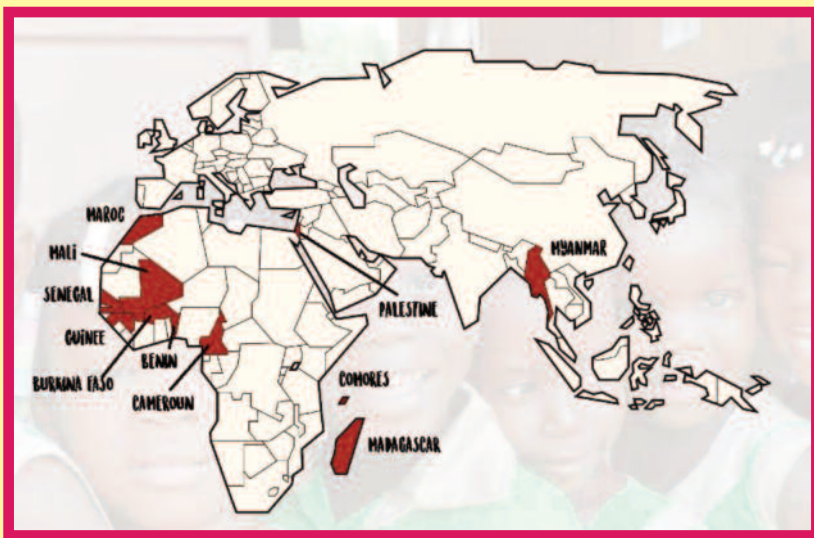 MAROC
MALI
SENEGAL
GUINEE
BURKINA FASO
BENIN
CAMEROUN
PALESTINE
MYANMAR
COMORES
MADAGASCAR